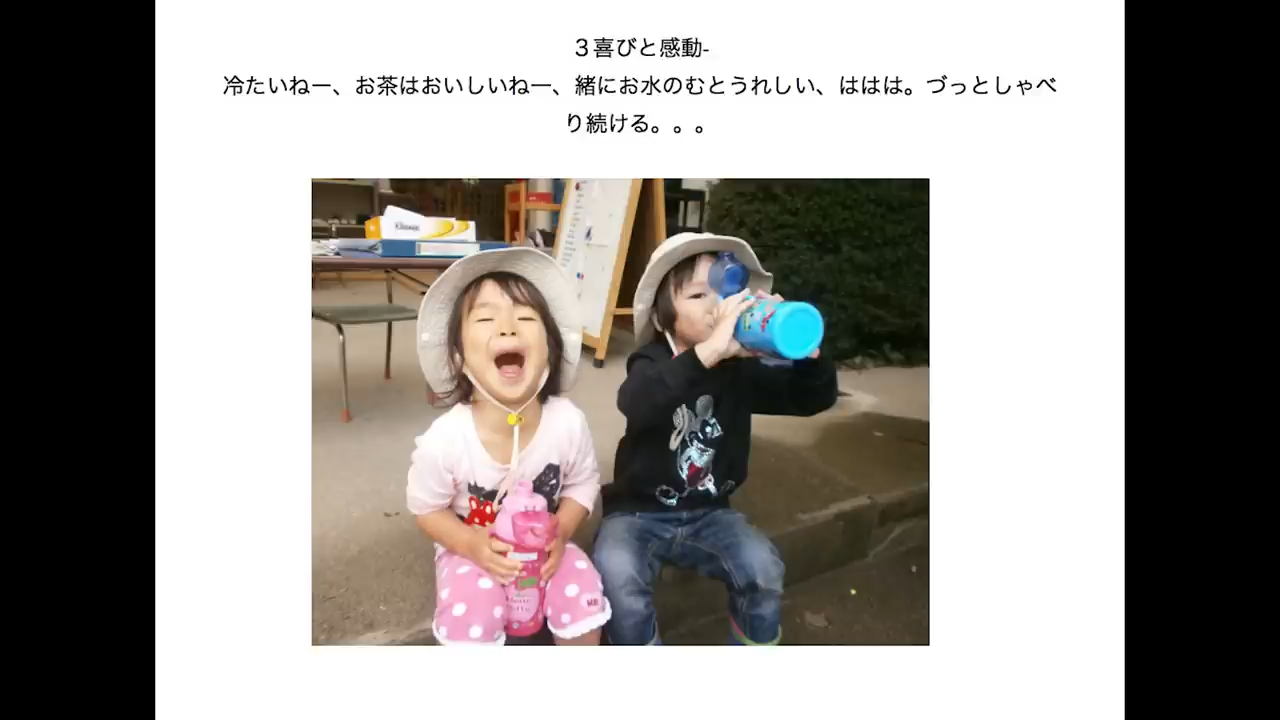 ３喜びと感動-
冷たいねー、お茶はおいしいねー、緒にお水のむとうれしい、ははは。づっとしゃべ
り続ける。。。
Kleenex